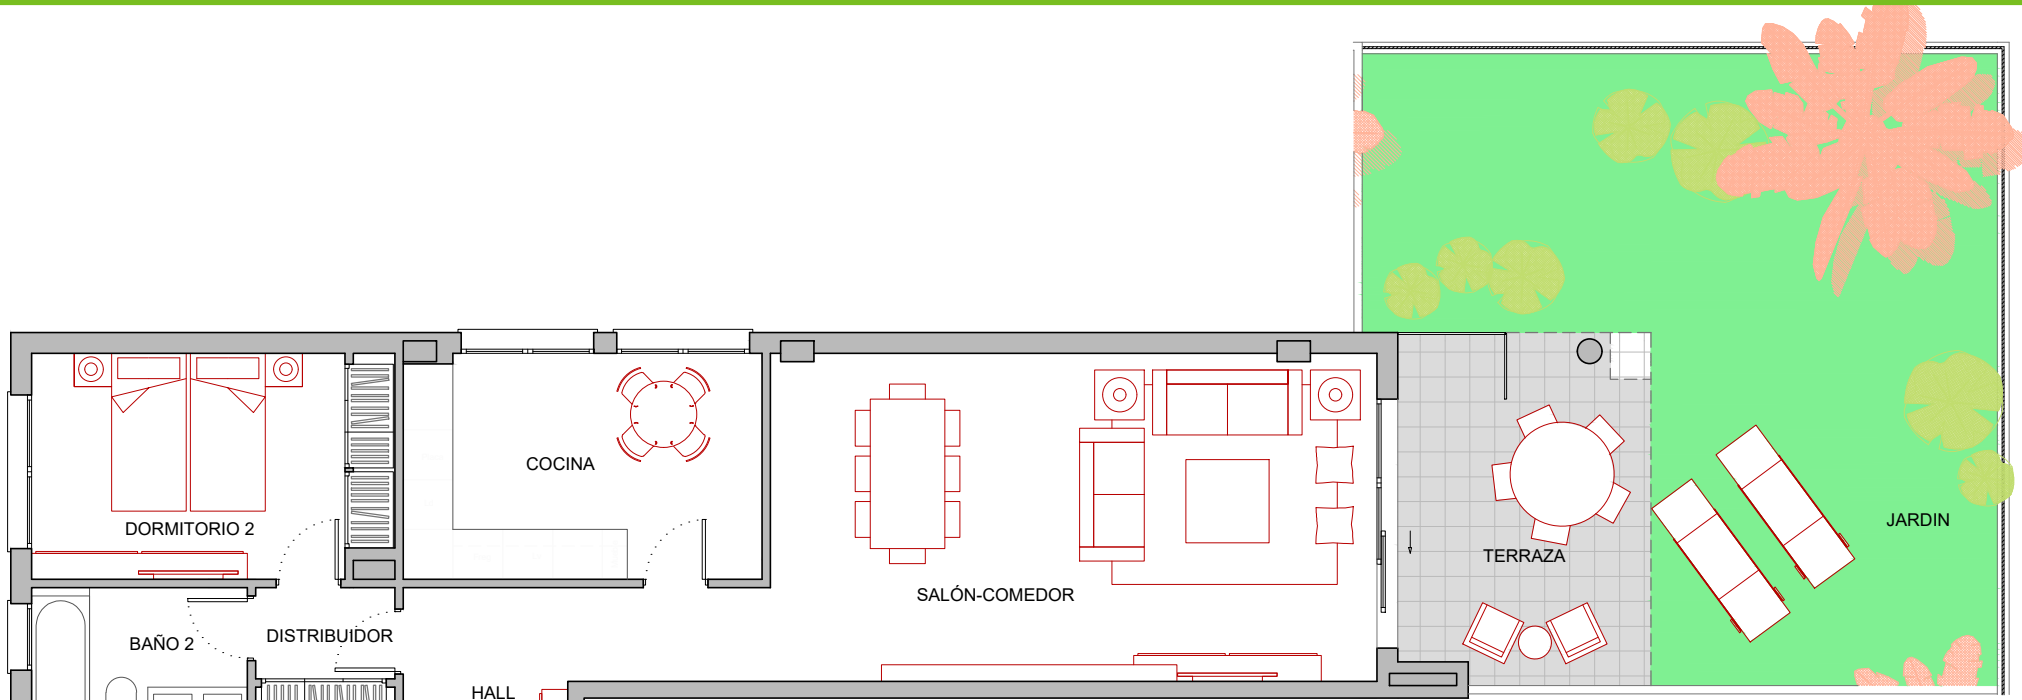 COCINA
JARDIN
DORMITORIO 2
TERRAZA
SALÓN-COMEDOR
DISTRIBUIDOR
BAÑO 2
HALL